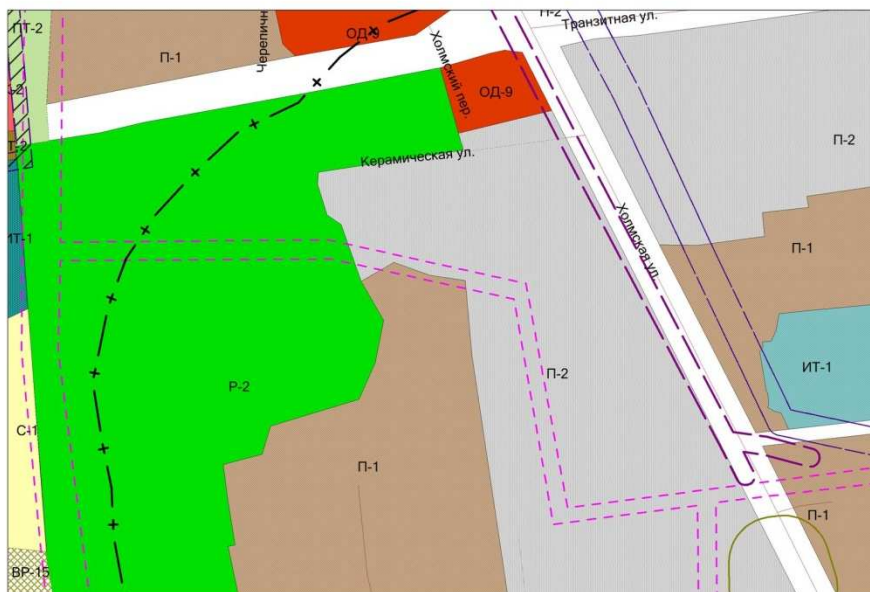 ПТ-2
П-1
Черепичн
ОД-9
Холмский пер.
П-2
Транзитная ул.
ОД-9
П-2
Керамическая ул.
Холмская ул.
ИТ-1
П-1
ИТ-1
Р-2
П-2
С-1
П-1
П-1
ВР-15